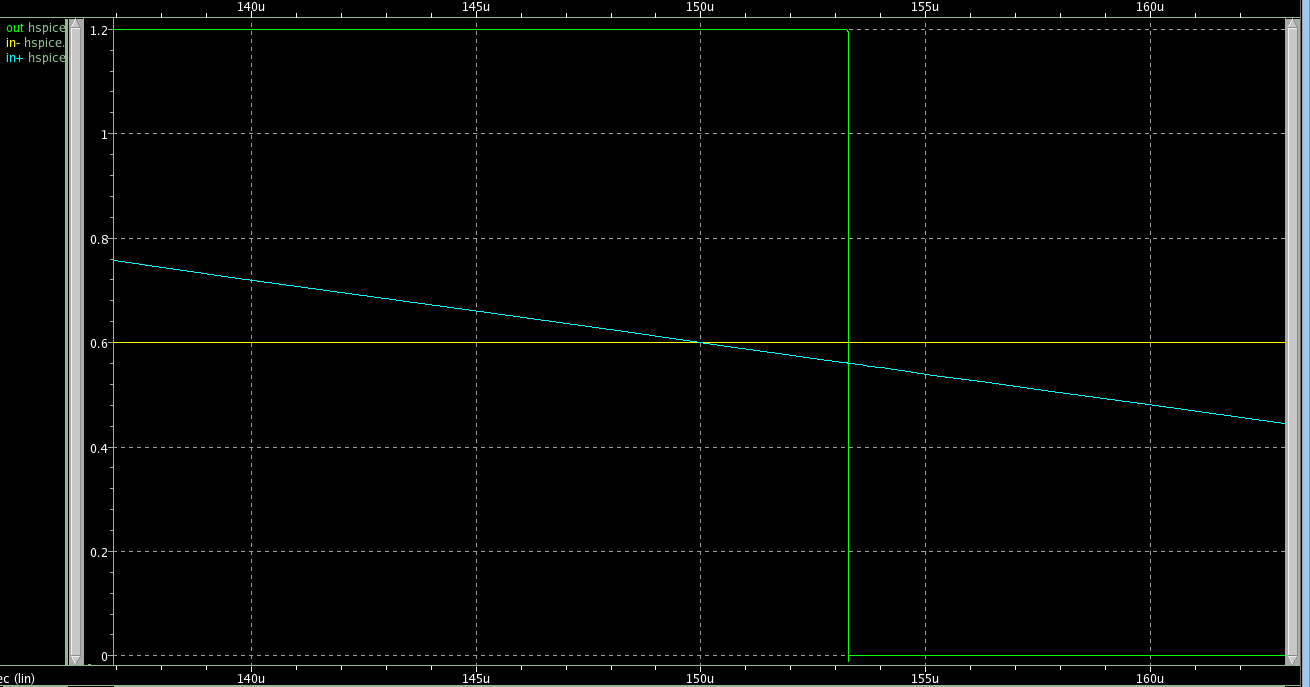 140u 145u 150u 155u 160u
out hspice
in- hspice.
in+ hspice
1.2
1
0.8
0.6
0.4
0.2
0
ec (lin) 140u 145u 150u 155u 160u